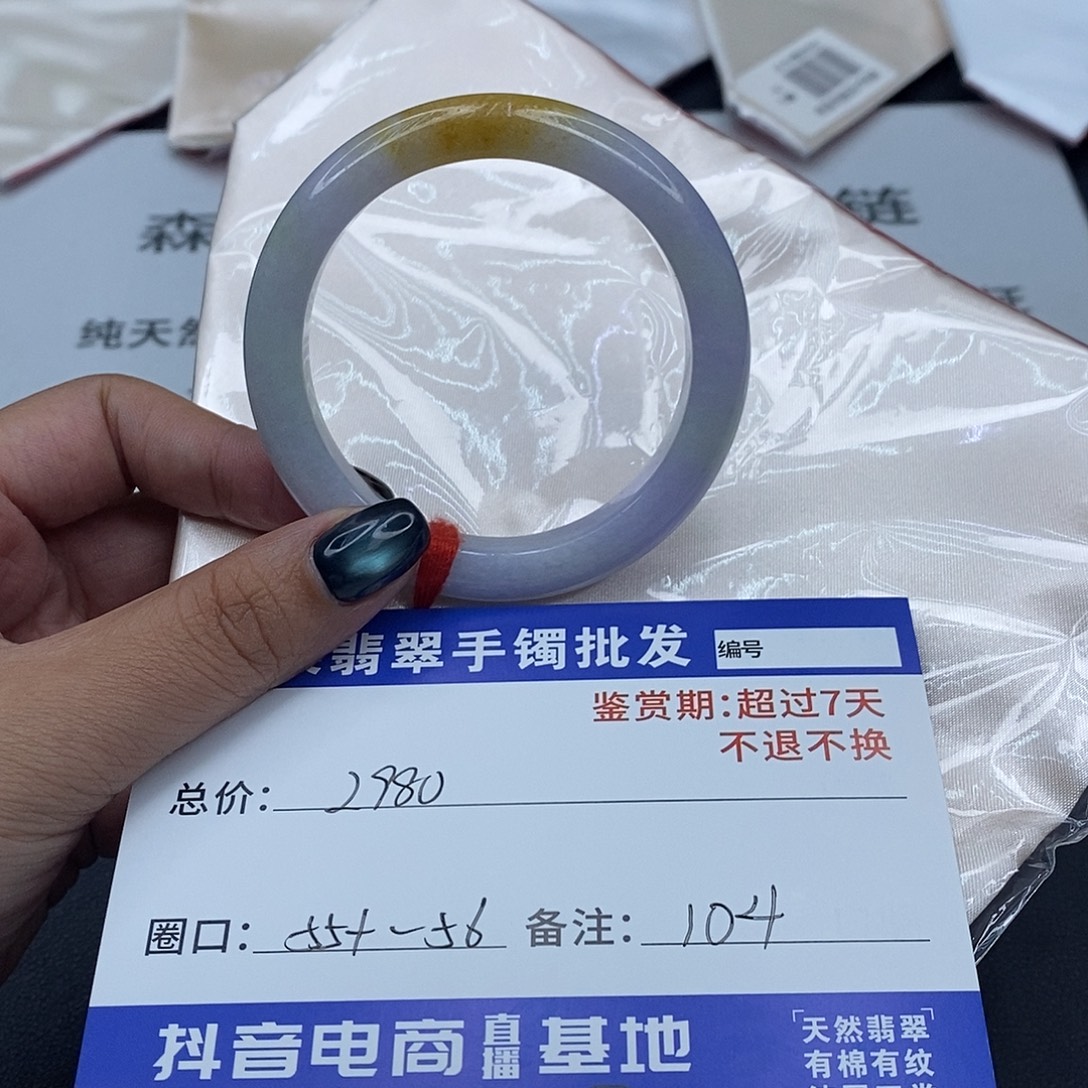 森
链
纯天然
翡翠手镯批发
编号
鉴赏期：超过7天
不退不换
总价： 2980
圈口： 55+~56 备注： 104
抖音电商直播基地
「天然翡翠」
有棉有纹